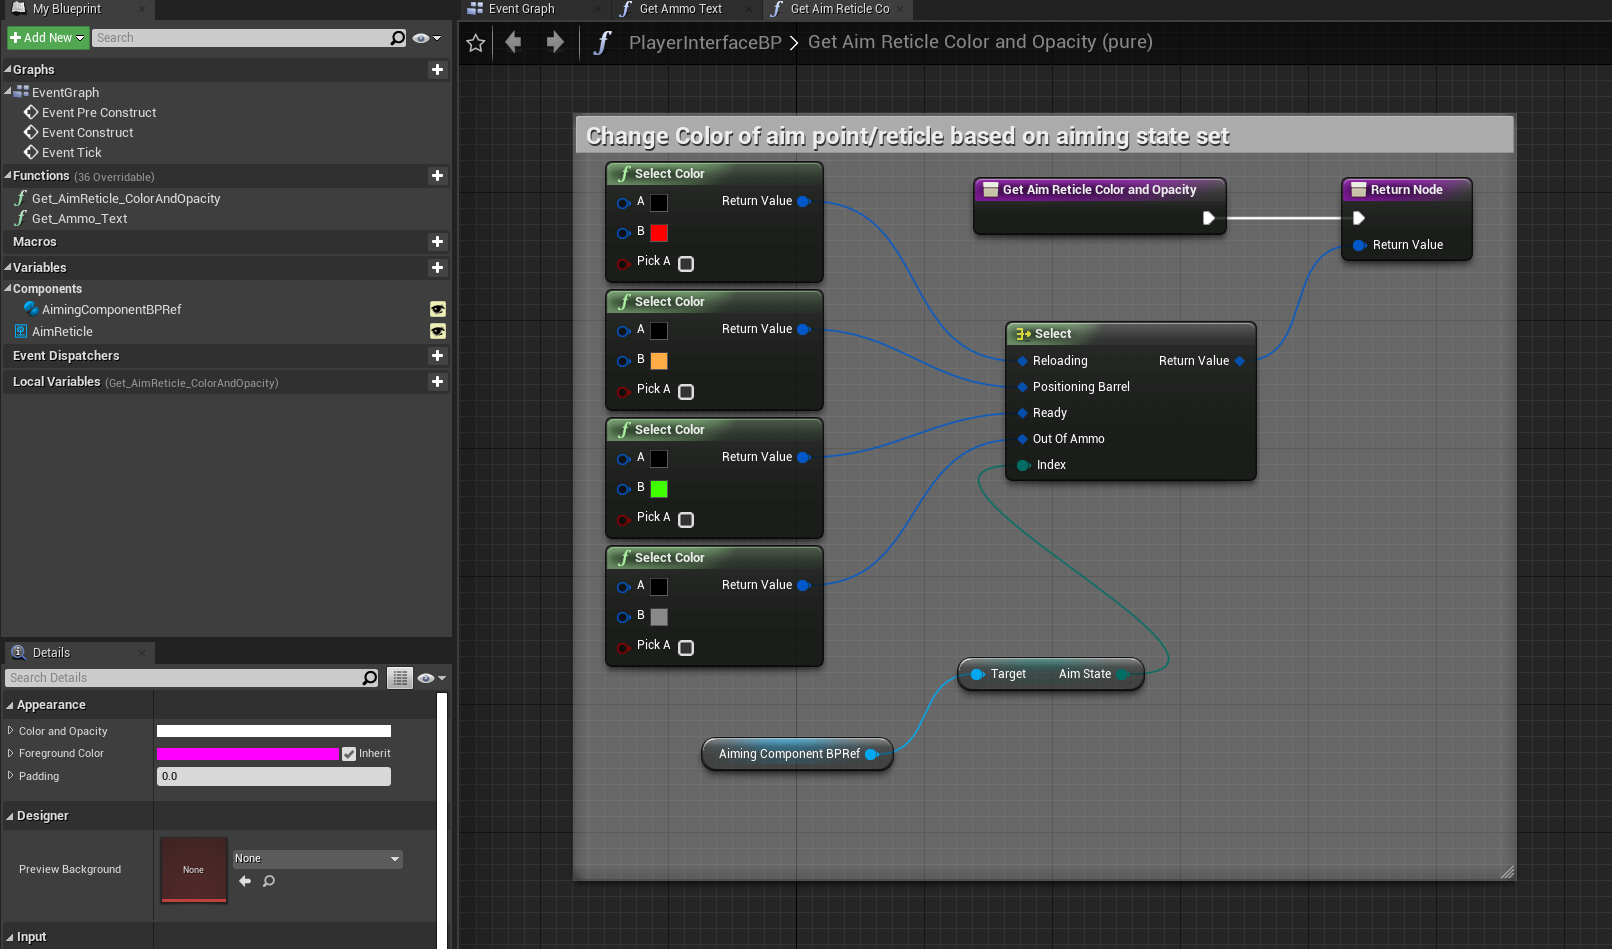 My Blueprint
Add New
Search
Graphs
EventGraph
Event Pre Construct
Event Construct
Event Tick
Functions (36 Overridable)
Get_AimReticle_ColorAndOpacity
Get_Ammo_Text
Macros
Variables
Components
AimingComponentBPRef
AimReticle
Event Dispatchers
Local Variables (Get_AimReticle_ColorAndOpacity)
Details
Search Details
Appearance
Color and Opacity
Foreground Color
Inherit
Padding
0.0
Designer
Preview Background
None
None
Input
Event Graph
Get Ammo Text
Get Aim Reticle Co
PlayerInterfaceBP > Get Aim Reticle Color and Opacity (pure)
Change Color of aim point/reticle based on aiming state set
Select Color
A
Return Value
B
Pick A
Select Color
A
Return Value
B
Pick A
Select Color
A
Return Value
B
Pick A
Select Color
A
Return Value
B
Pick A
Get Aim Reticle Color and Opacity
Return Node
Return Value
Select
Reloading
Return Value
Positioning Barrel
Ready
Out Of Ammo
Index
Target
Aim State
Aiming Component BPRef